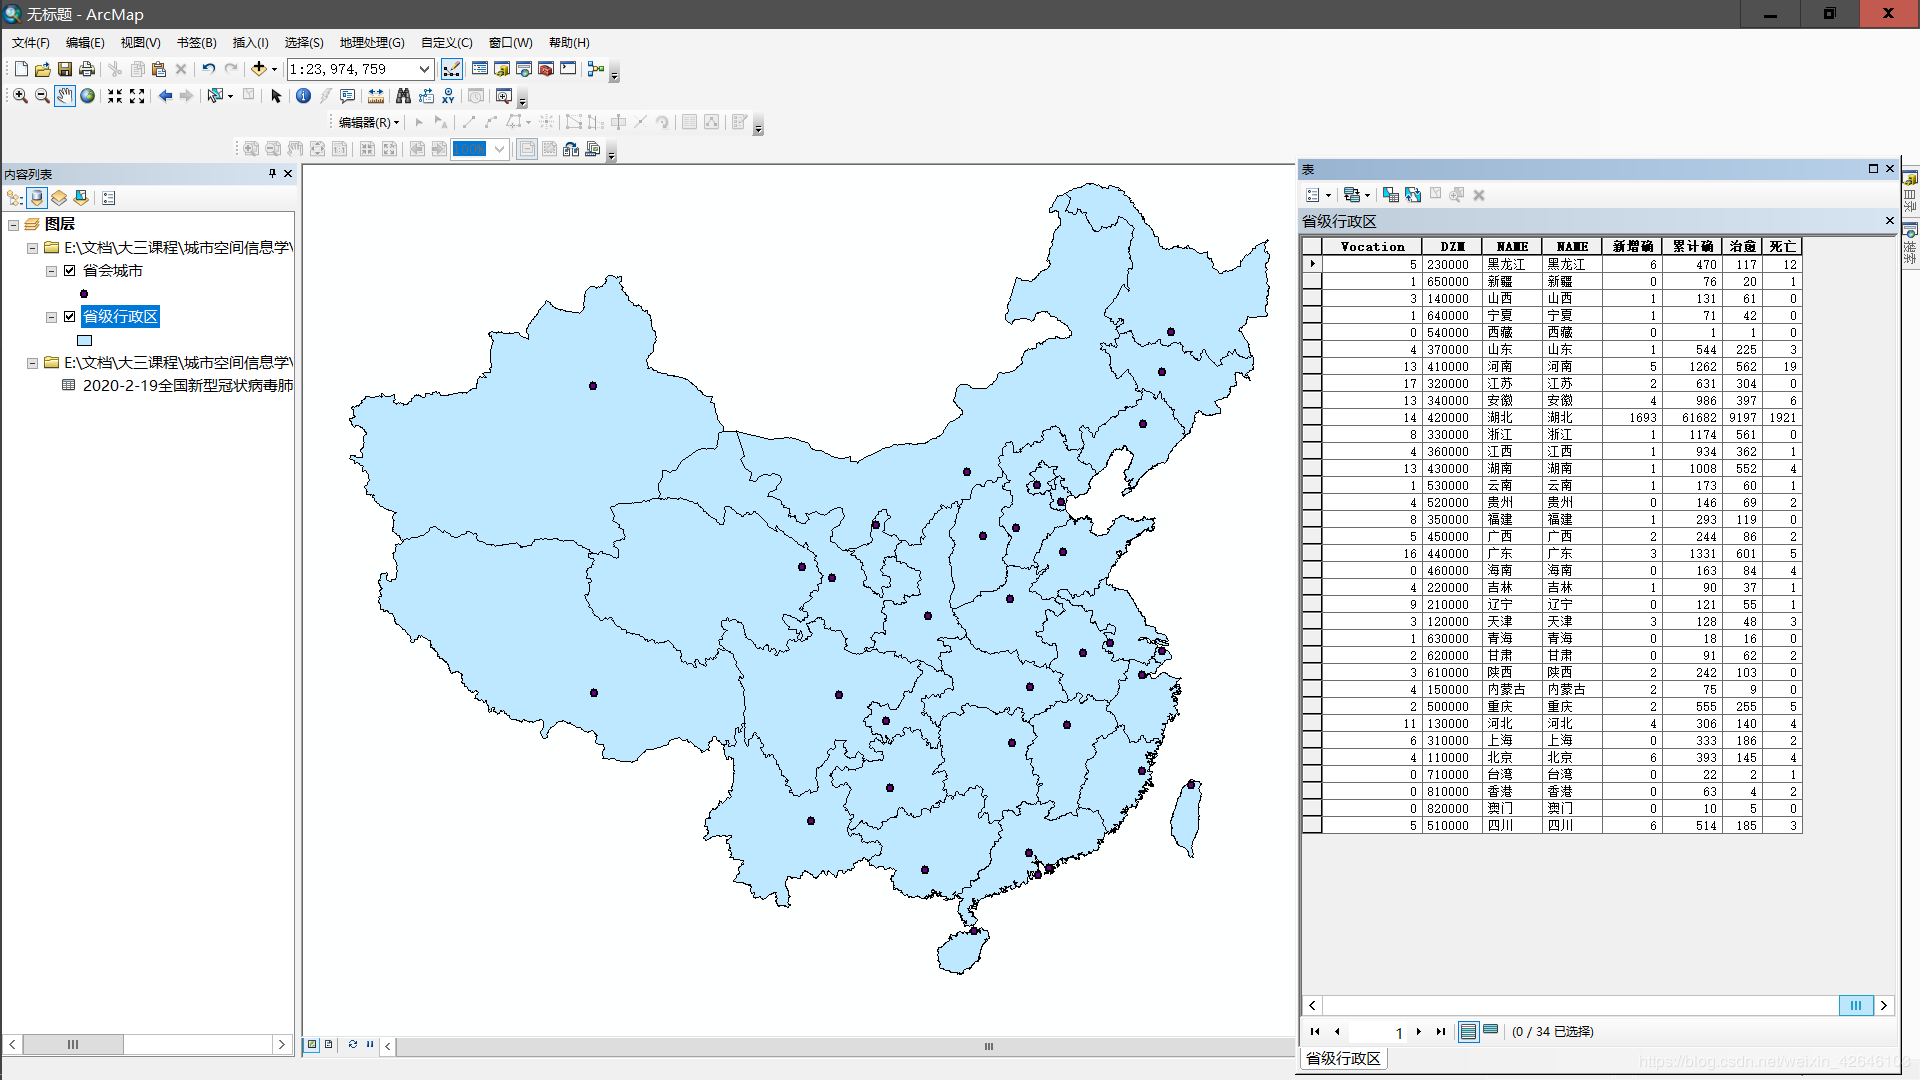 无标题 - ArcMap
文件(F) 编辑(E) 视图(V) 书签(B) 插入(I) 选择(S) 地理处理(G) 自定义(C) 窗口(W) 帮助(H)
1:23,974,759
编辑器(R)
100%
内容列表
图层
E:\文档\大三课程\城市空间信息学\
省会城市
省级行政区
E:\文档\大三课程\城市空间信息学\
2020-2-19全国新型冠状病毒肺
表
省级行政区
Vocation DZM NAME NAME 新增确 累计确 治愈 死亡
5 230000 黑龙江 黑龙江 6 470 117 12
1 650000 新疆 新疆 0 76 20 1
3 140000 山西 山西 1 131 61 0
1 640000 宁夏 宁夏 1 71 42 0
0 540000 西藏 西藏 0 1 1 0
4 370000 山东 山东 1 544 225 3
13 410000 河南 河南 5 1262 562 19
17 320000 江苏 江苏 2 631 304 0
13 340000 安徽 安徽 4 986 397 6
14 420000 湖北 湖北 1693 61682 9197 1921
8 330000 浙江 浙江 1 1174 561 0
4 360000 江西 江西 1 934 362 1
13 430000 湖南 湖南 1 1008 552 4
1 530000 云南 云南 1 173 60 1
4 520000 贵州 贵州 0 146 69 2
8 350000 福建 福建 1 293 119 0
5 450000 广西 广西 2 244 86 2
16 440000 广东 广东 3 1331 601 5
0 460000 海南 海南 0 163 84 4
4 220000 吉林 吉林 1 90 37 1
9 210000 辽宁 辽宁 0 121 55 1
3 120000 天津 天津 3 128 48 3
1 630000 青海 青海 0 18 16 0
2 620000 甘肃 甘肃 0 91 62 2
3 610000 陕西 陕西 2 242 103 0
4 150000 内蒙古 内蒙古 2 75 9 0
2 500000 重庆 重庆 2 555 255 5
11 130000 河北 河北 4 306 140 4
6 310000 上海 上海 0 333 186 2
4 110000 北京 北京 6 393 145 4
0 710000 台湾 台湾 0 22 2 1
0 810000 香港 香港 0 63 4 2
0 820000 澳门 澳门 0 10 5 0
5 510000 四川 四川 6 514 185 3
1
(0 / 34 已选择)
省级行政区
目录
搜索